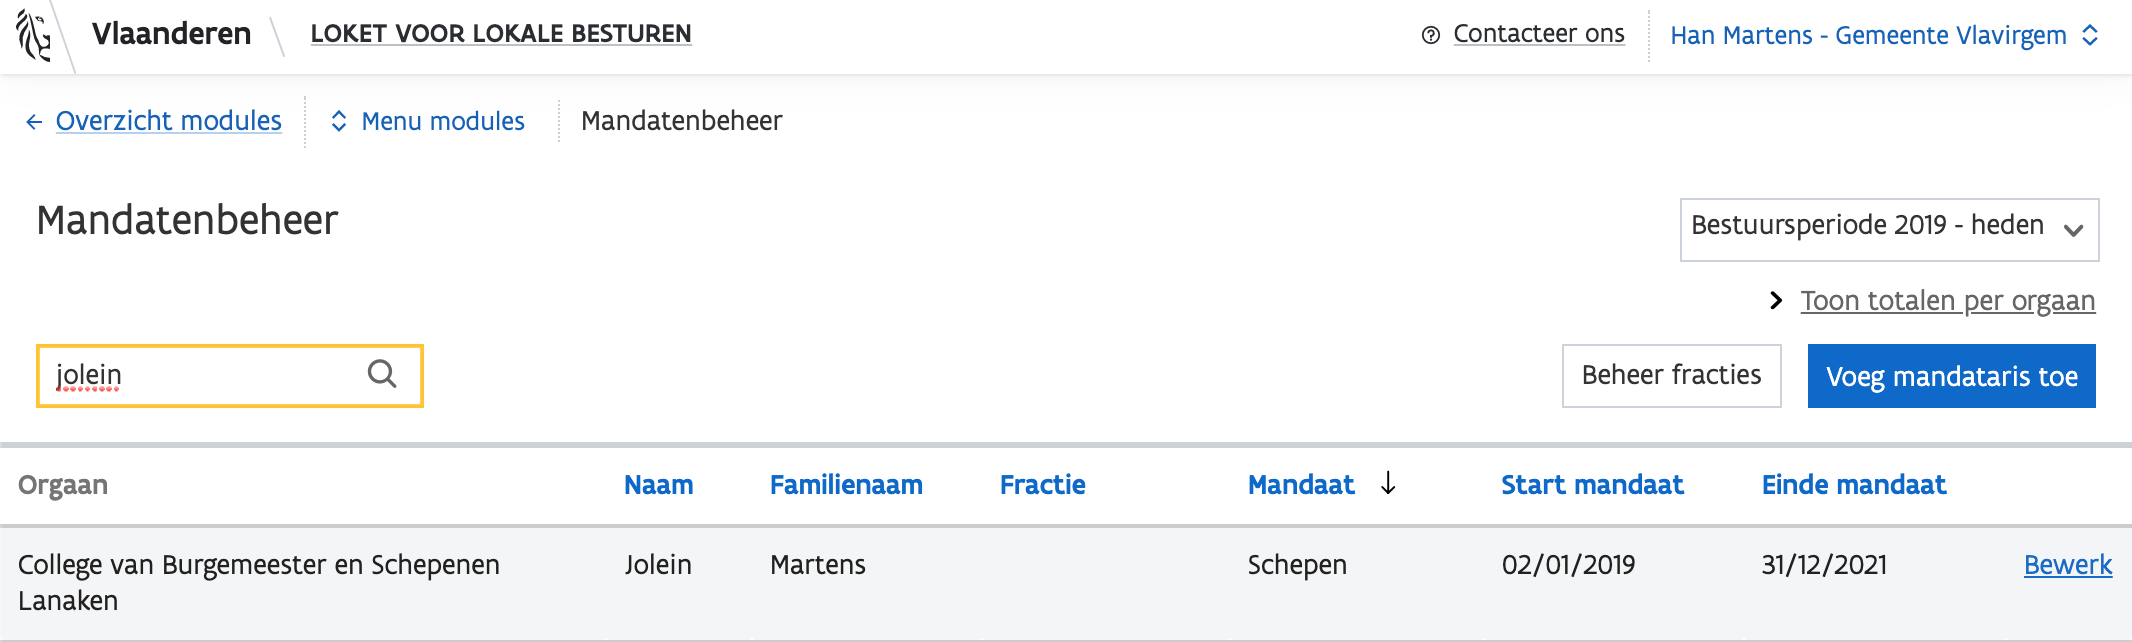 Vlaanderen LOKET VOOR LOKALE BESTUREN Contacteer ons Han Martens - Gemeente Vlavirgem
Overzicht modules Menu modules Mandatenbeheer
Mandatenbeheer Bestuursperiode 2019 - heden
Toon totalen per orgaan
jolein Beheer fracties Voeg mandataris toe
Orgaan Naam Familienaam Fractie Mandaat Start mandaat Einde mandaat
College van Burgemeester en Schepenen Jolein Martens Schepen 02/01/2019 31/12/2021 Bewerk
Lanaken